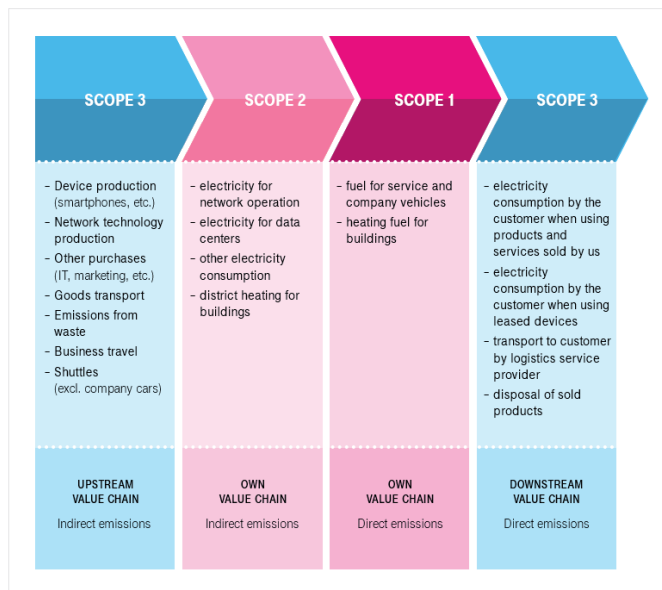 SCOPE 3
– Device production
(smartphones, etc.)
– Network technology
production
– Other purchases
(IT, marketing, etc.)
– Goods transport
– Emissions from
waste
– Business travel
– Shuttles
(excl. company cars)
UPSTREAM
VALUE CHAIN
Indirect emissions
SCOPE 2
– electricity for
network operation
– electricity for data
centers
– other electricity
consumption
– district heating for
buildings
OWN
VALUE CHAIN
Indirect emissions
SCOPE 1
– fuel for service and
company vehicles
– heating fuel for
buildings
OWN
VALUE CHAIN
Direct emissions
SCOPE 3
– electricity
consumption by the
customer when using
products and
services sold by us
– electricity
consumption by the
customer when using
leased devices
– transport to customer
by logistics service
provider
– disposal of sold
products
DOWNSTREAM
VALUE CHAIN
Direct emissions